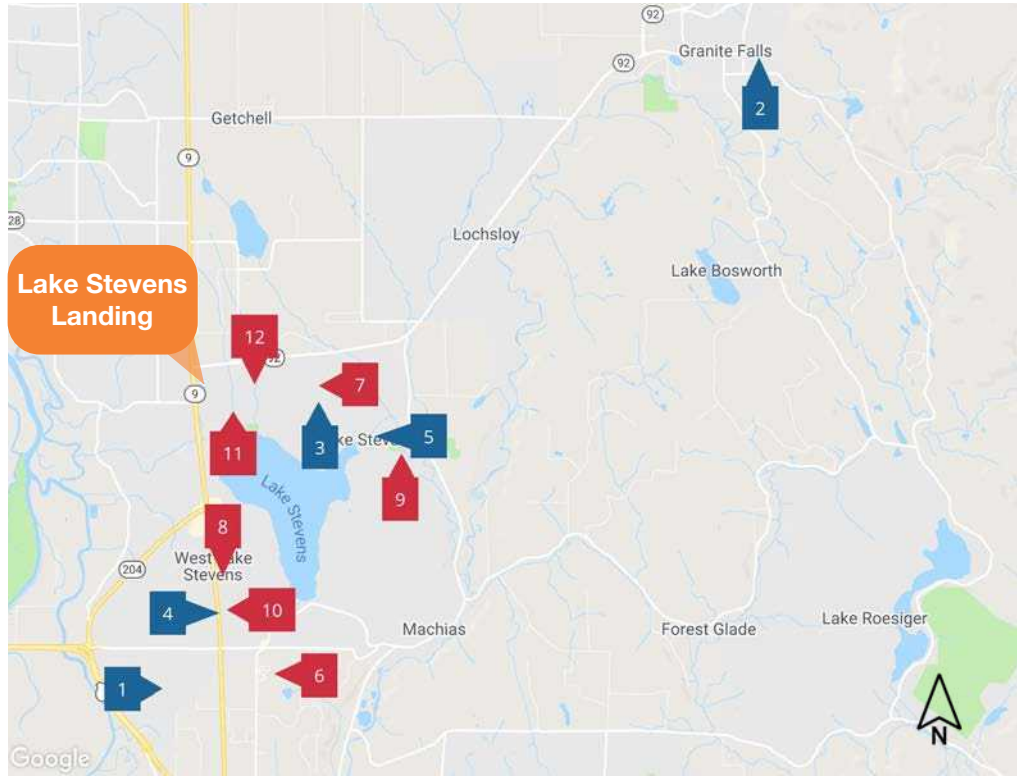 92
Granite Falls
92
2
Getchell
9
28
Lochsloy
Lake Bosworth
Lake Stevens
Landing
12
92
7
9
3
ke Steve
5
11
9
Lake Stevens
8
West Lake
Stevens
204
4
10
Machias
Forest Glade
Lake Roesiger
6
1
N
Google